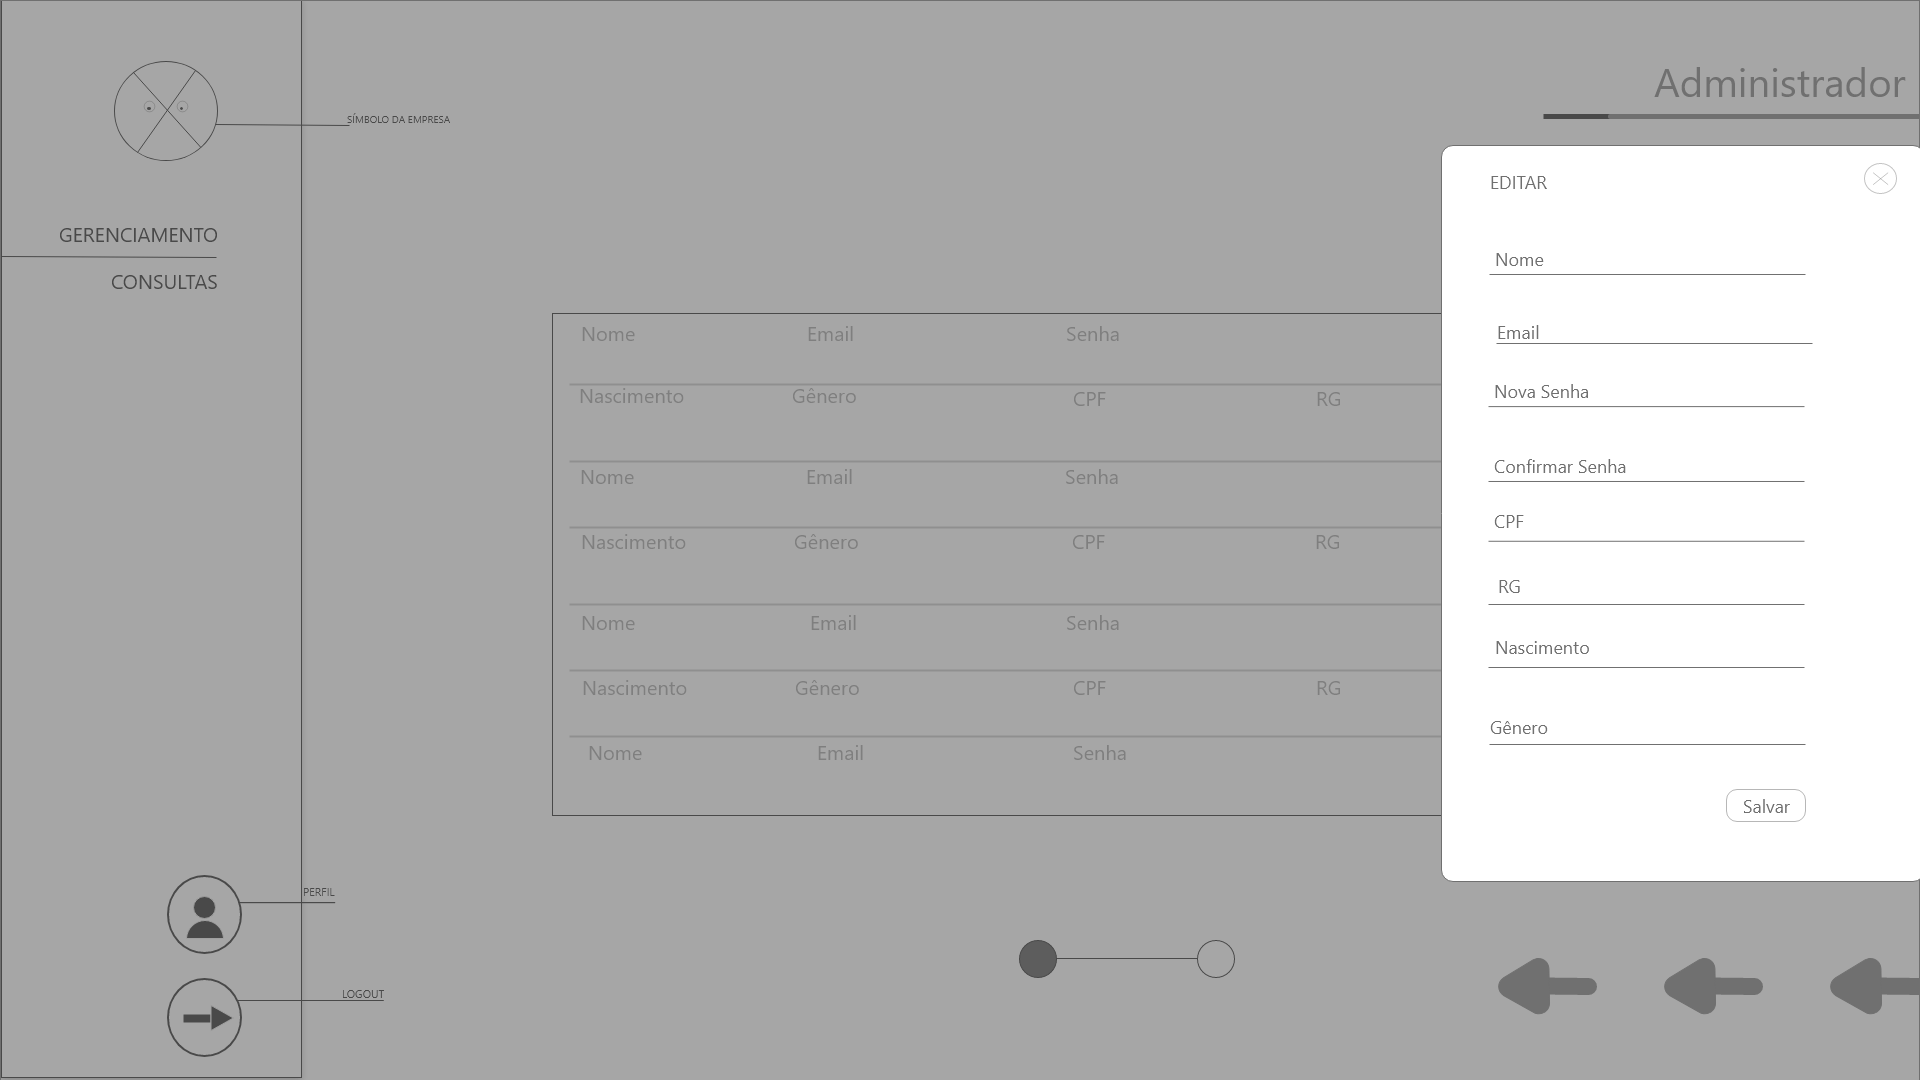 SÍMBOLO DA EMPRESA
GERENCIAMENTO
CONSULTAS
PERFIL
LOGOUT
Administrador
Nome Email Senha
Nascimento Gênero CPF RG
Nome Email Senha
Nascimento Gênero CPF RG
Nome Email Senha
Nascimento Gênero CPF RG
Nome Email Senha
EDITAR
Nome
Email
Nova Senha
Confirmar Senha
CPF
RG
Nascimento
Gênero
Salvar